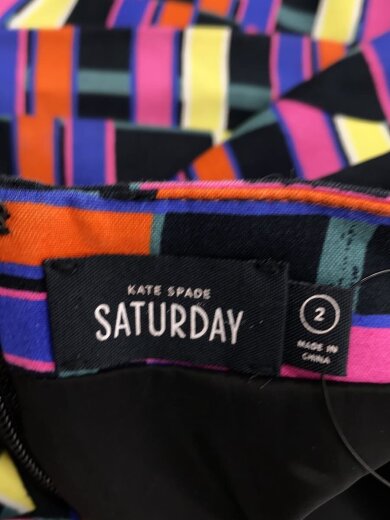 KATE SPADE
SATURDAY
2
MADE IN
CHINA